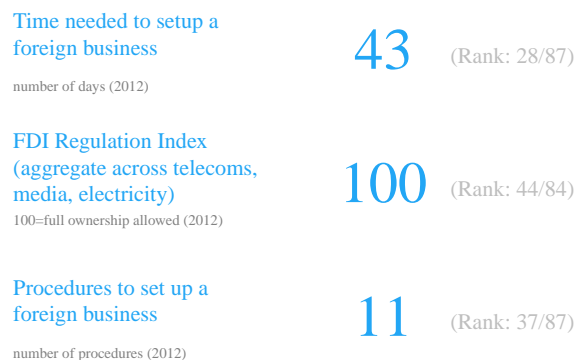 Time needed to setup a
foreign business
43 (Rank: 28/87)
number of days (2012)
FDI Regulation Index
(aggregate across telecoms,
media, electricity)
100 (Rank: 44/84)
100=full ownership allowed (2012)
Procedures to set up a
foreign business
11 (Rank: 37/87)
number of procedures (2012)